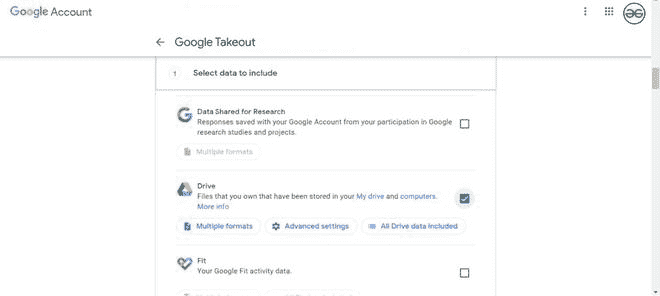 Google Account
Google Takeout
1 Select data to include
Data Shared for Research
Responses saved with your Google Account from your participation in Google
research studies and projects.
Multiple formats
Drive
Files that you own that have been stored in your My drive and computers.
More info
Multiple formats
Advanced settings
All Drive data included
Fit
Your Google Fit activity data.